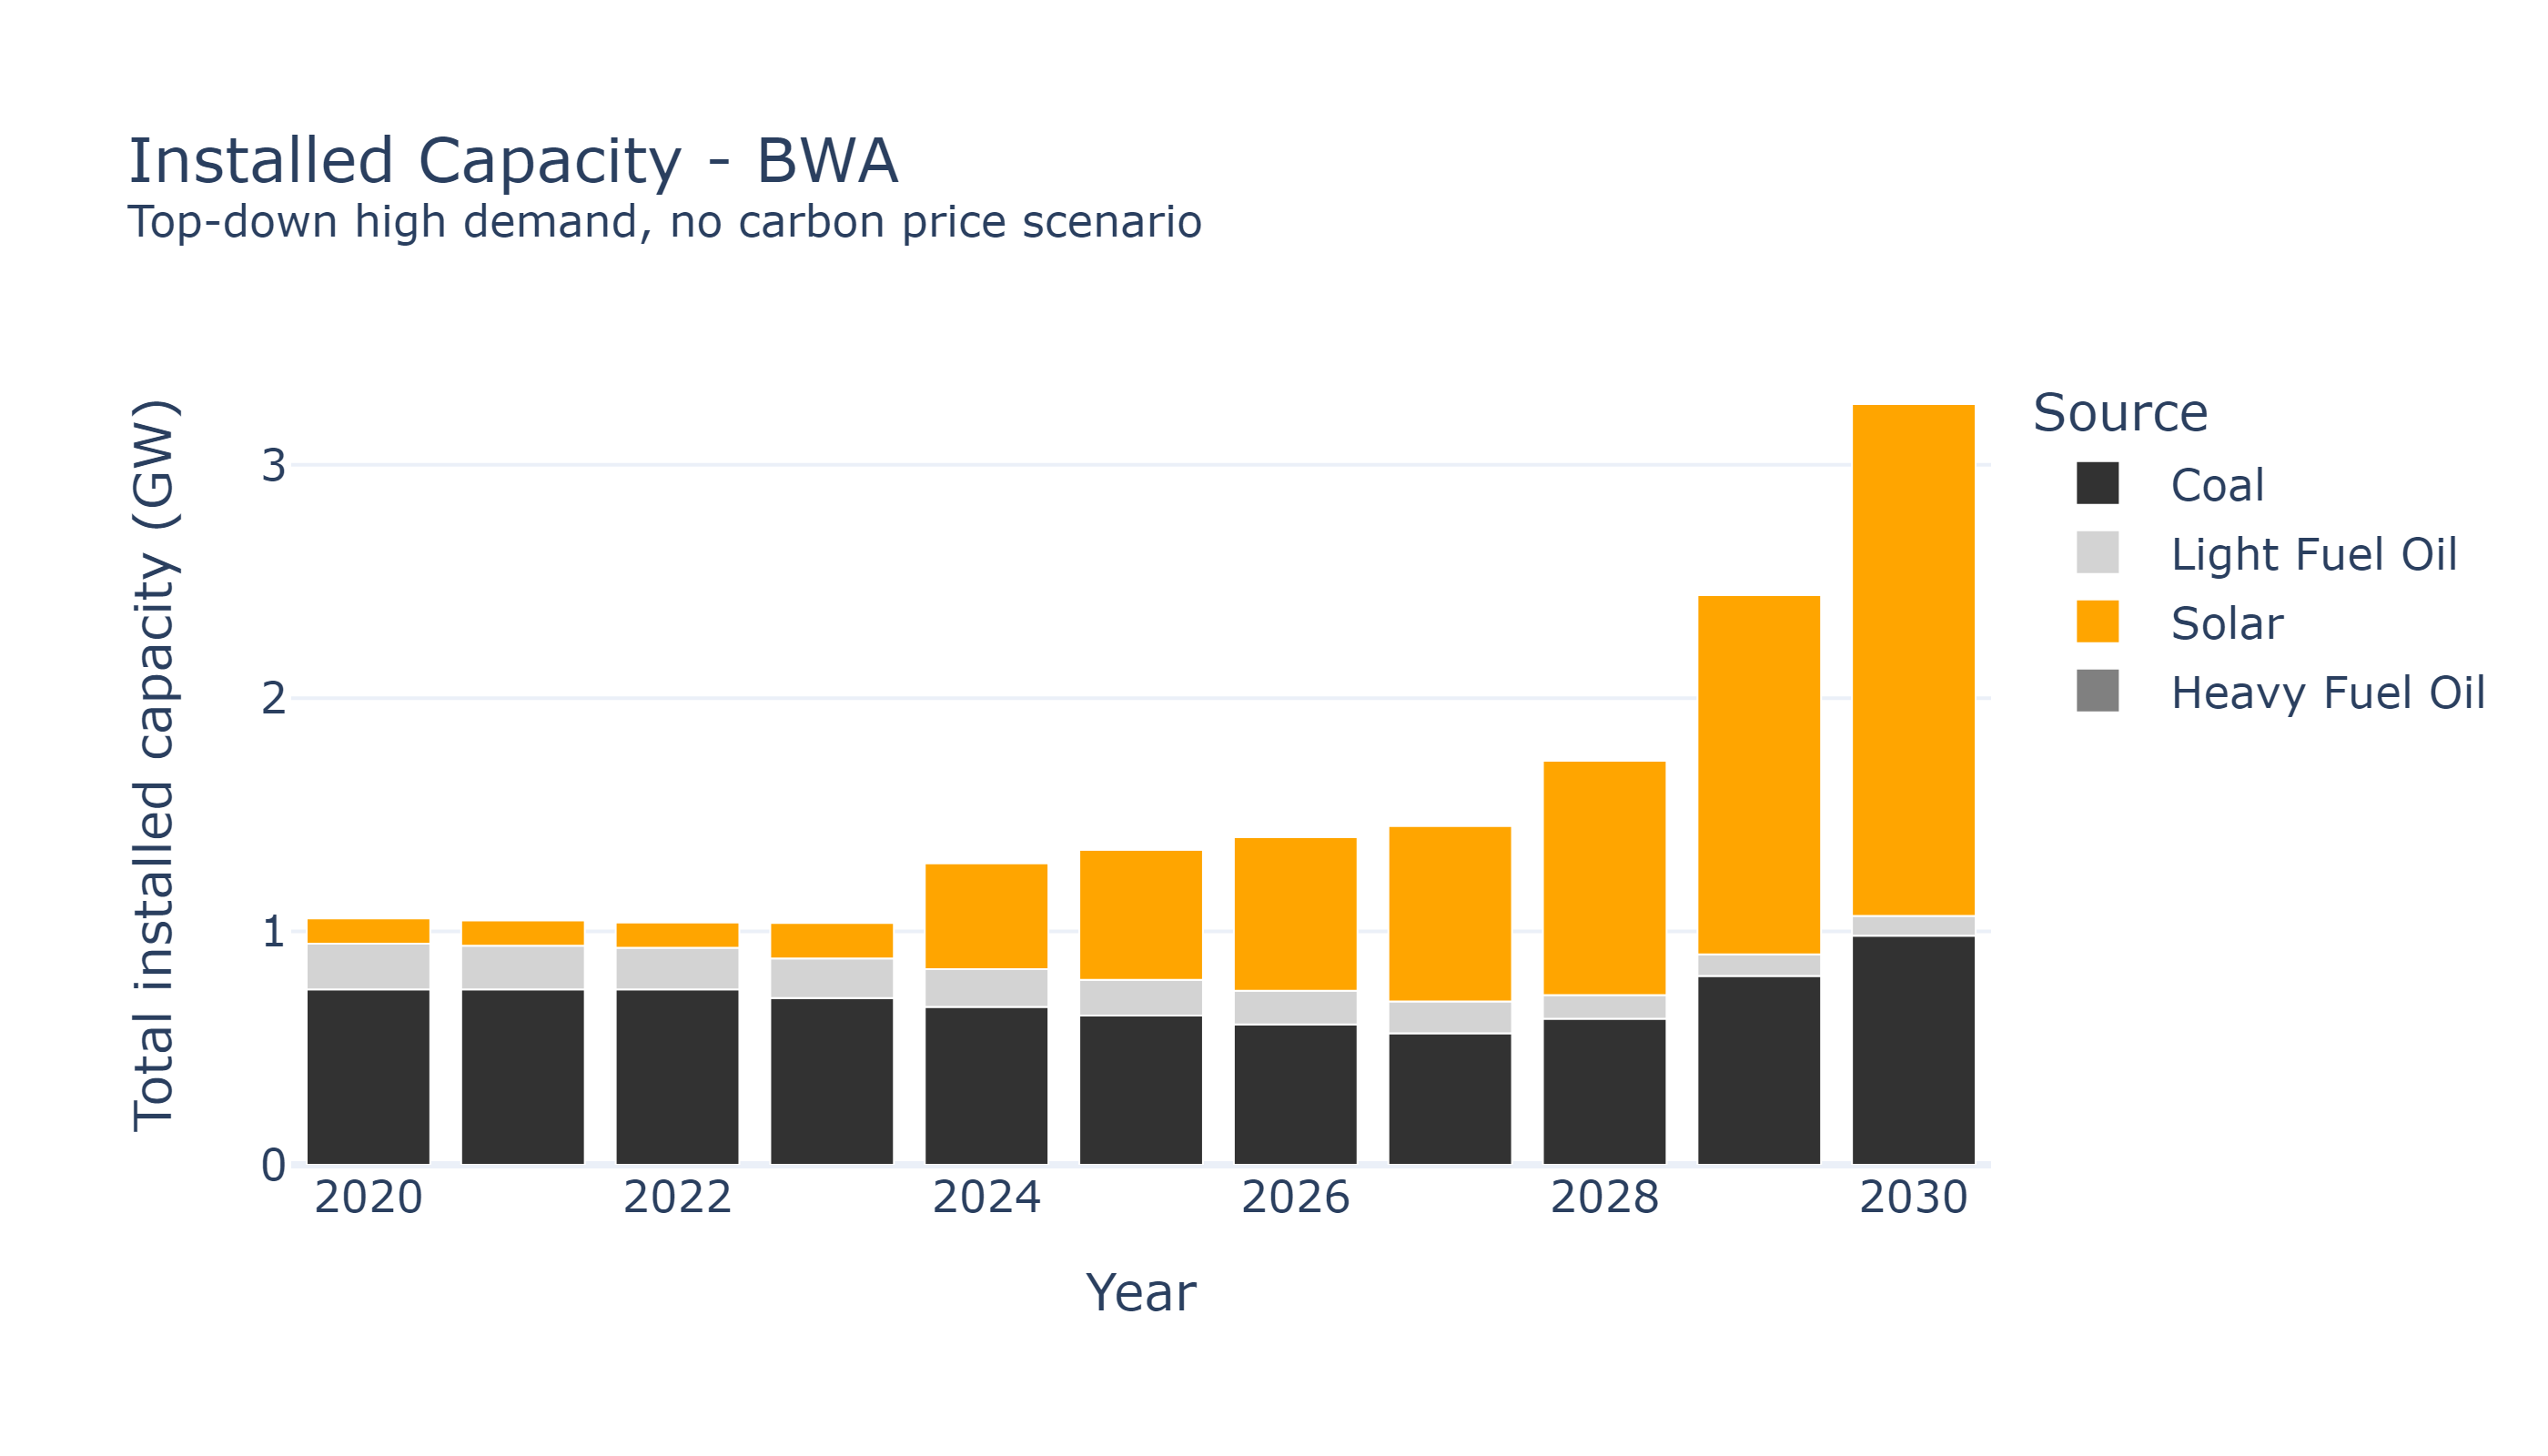 Installed Capacity - BWA
Top-down high demand, no carbon price scenario
Total installed capacity (GW)
3
2
1
0
2020
2022
2024
2026
2028
2030
Year
Source
Coal
Light Fuel Oil
Solar
Heavy Fuel Oil